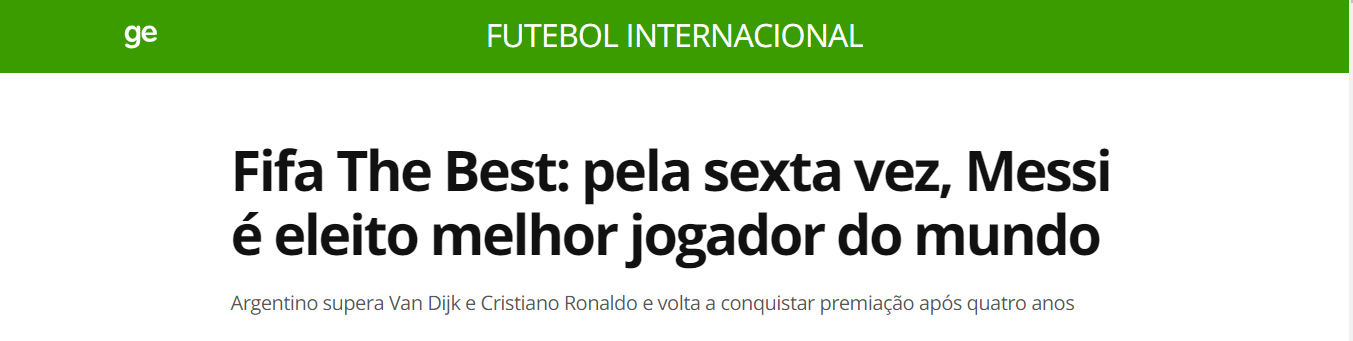 ge
FUTEBOL INTERNACIONAL
Fifa The Best: pela sexta vez, Messi
é eleito melhor jogador do mundo
Argentino supera Van Dijk e Cristiano Ronaldo e volta a conquistar premiação após quatro anos